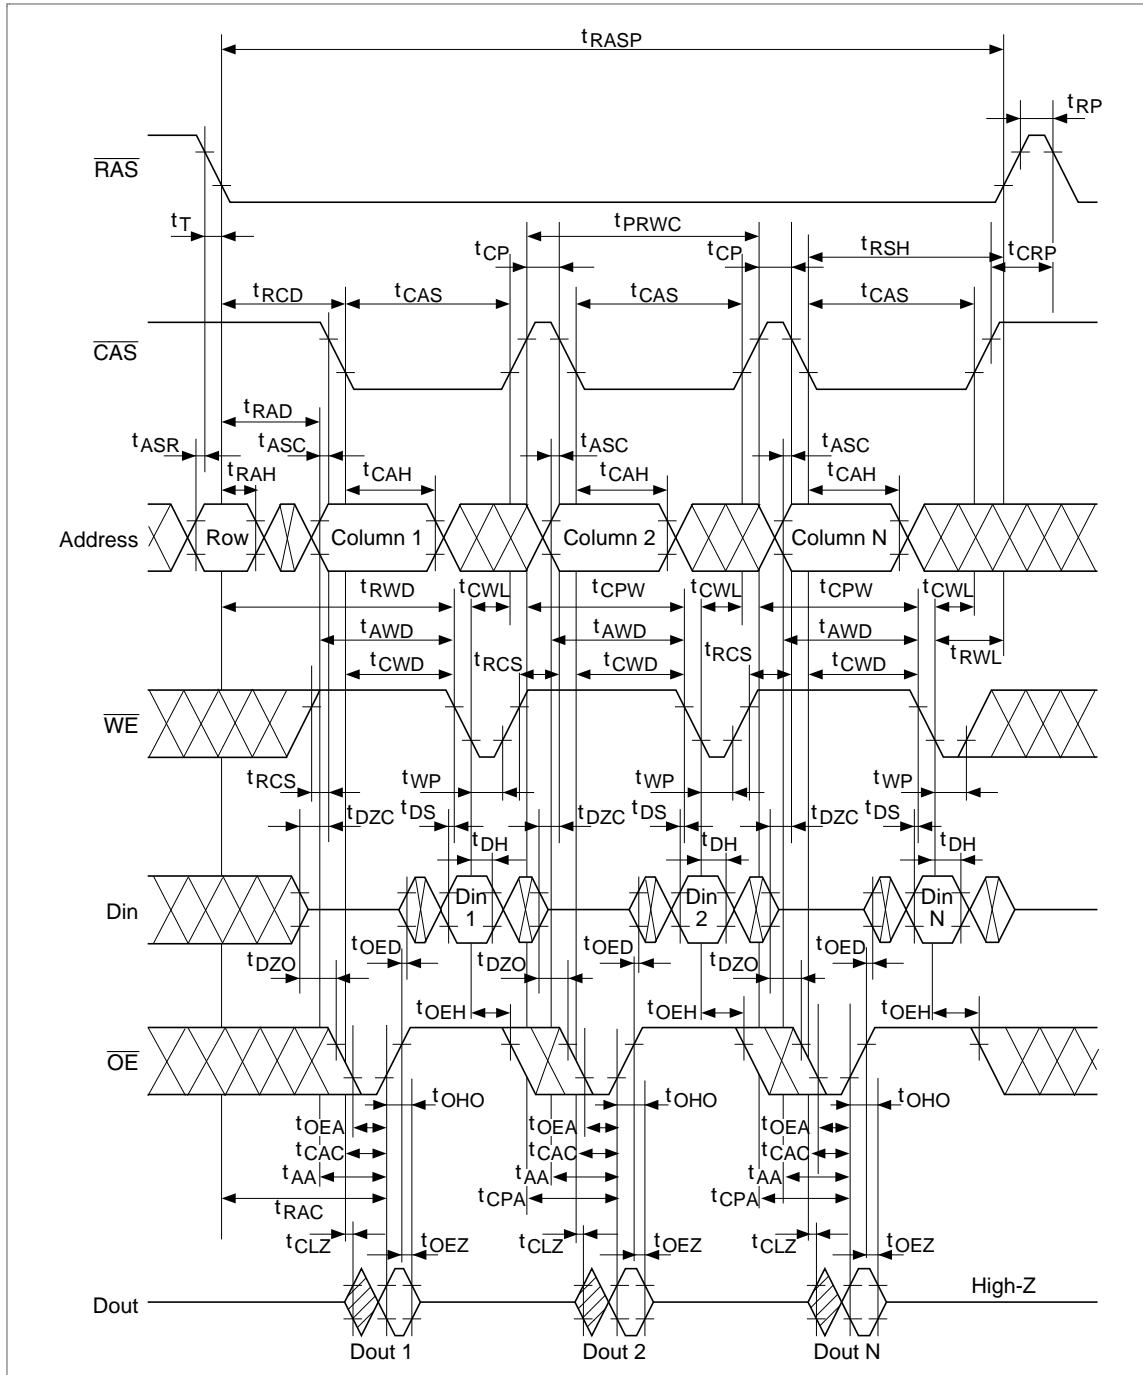 tRASP
tRP
RAS
tT
tPRWC
tCP
tCP
tRSH
tCRP
tRCD
tCAS
tCAS
tCAS
CAS
tRAD
tASR
tASC
tASC
tASC
tRAH
tCAH
tCAH
tCAH
Address
Row
Column 1
Column 2
Column N
tRWD
tCWL
tCPW
tCWL
tCPW
tCWL
tAWD
tAWD
tAWD
tCWD
tRCS
tCWD
tRCS
tCWD
tRWL
WE
tRCS
tWP
tWP
tWP
tDZC
tDS
tDZC
tDS
tDZC
tDS
tDH
tDH
tDH
Din
Din 1
Din 2
Din N
tOED
tOED
tOED
tDZO
tDZO
tDZO
tOEH
tOEH
tOEH
OE
tOHO
tOHO
tOHO
tOEA
tOEA
tOEA
tCAC
tCAC
tCAC
tAA
tAA
tAA
tRAC
tCPA
tCPA
tCLZ
tOEZ
tCLZ
tOEZ
tCLZ
tOEZ
High-Z
Dout
Dout 1
Dout 2
Dout N